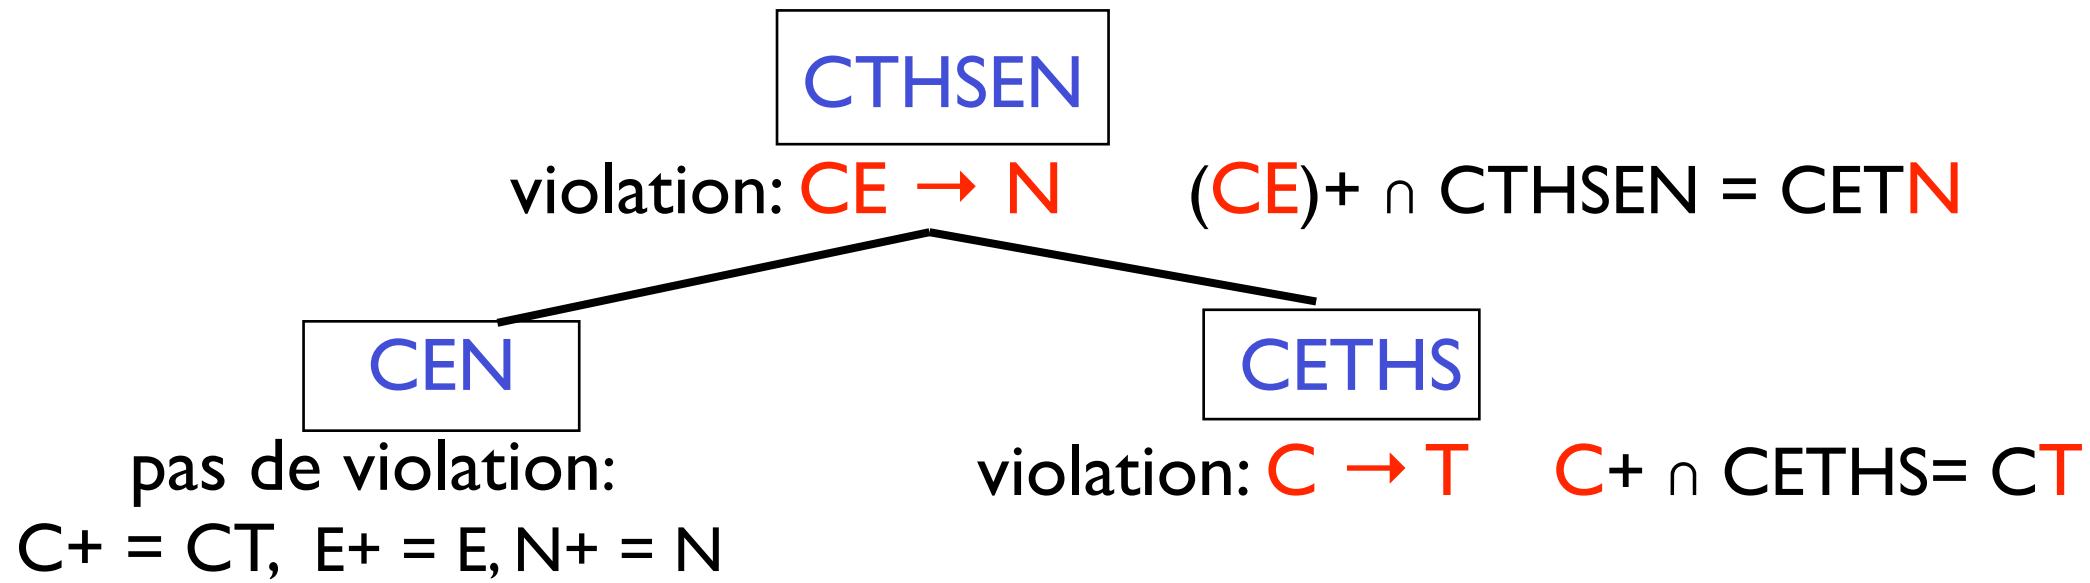 CTHSEN
violation: CE → N (CE)+ ∩ CTHSEN = CETN
CEN
CETHS
pas de violation:
violation: C → T C+ ∩ CETHS= CT
C+ = CT, E+ = E, N+ = N